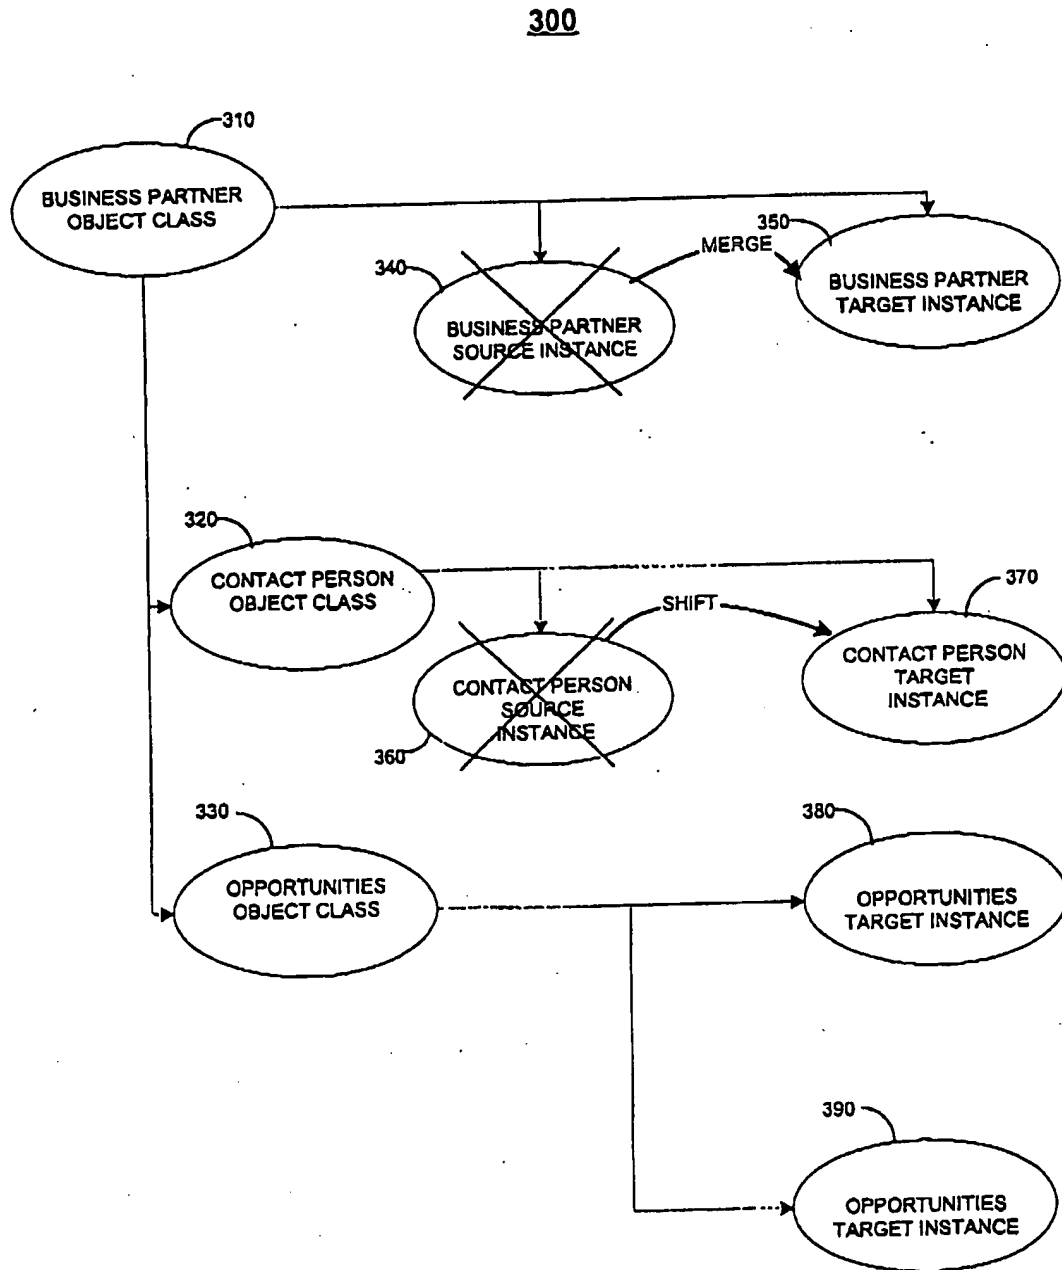 300
310
BUSINESS PARTNER
OBJECT CLASS
350
MERGE
340
BUSINESS PARTNER
TARGET INSTANCE
BUSINESS PARTNER
SOURCE INSTANCE
320
CONTACT PERSON
OBJECT CLASS
370
SHIFT
CONTACT PERSON
TARGET
INSTANCE
CONTACT PERSON
SOURCE
INSTANCE
360
330
380
OPPORTUNITIES
OBJECT CLASS
OPPORTUNITIES
TARGET INSTANCE
390
OPPORTUNITIES
TARGET INSTANCE